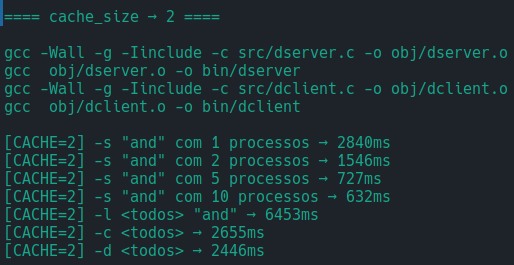 ==== cache_size → 2 ====
gcc -Wall -g -Iinclude -c src/dserver.c -o obj/dserver.o
gcc  obj/dserver.o -o bin/dserver
gcc -Wall -g -Iinclude -c src/dclient.c -o obj/dclient.o
gcc  obj/dclient.o -o bin/dclient
[CACHE=2] -s "and" com 1 processos → 2840ms
[CACHE=2] -s "and" com 2 processos → 1546ms
[CACHE=2] -s "and" com 5 processos → 727ms
[CACHE=2] -s "and" com 10 processos → 632ms
[CACHE=2] -l <todos> "and" → 6453ms
[CACHE=2] -c <todos> → 2655ms
[CACHE=2] -d <todos> → 2446ms